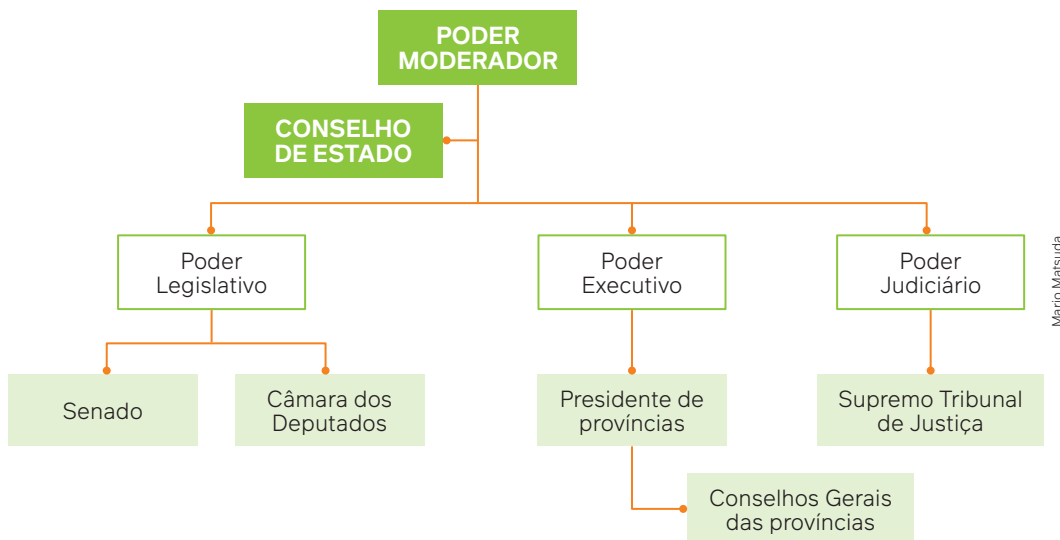 PODER
MODERADOR
CONSELHO
DE ESTADO
Poder
Legislativo
Poder
Executivo
Poder
Judiciário
Senado
Câmara dos
Deputados
Presidente de
províncias
Supremo Tribunal
de Justiça
Conselhos Gerais
das províncias
Mario Matsuda